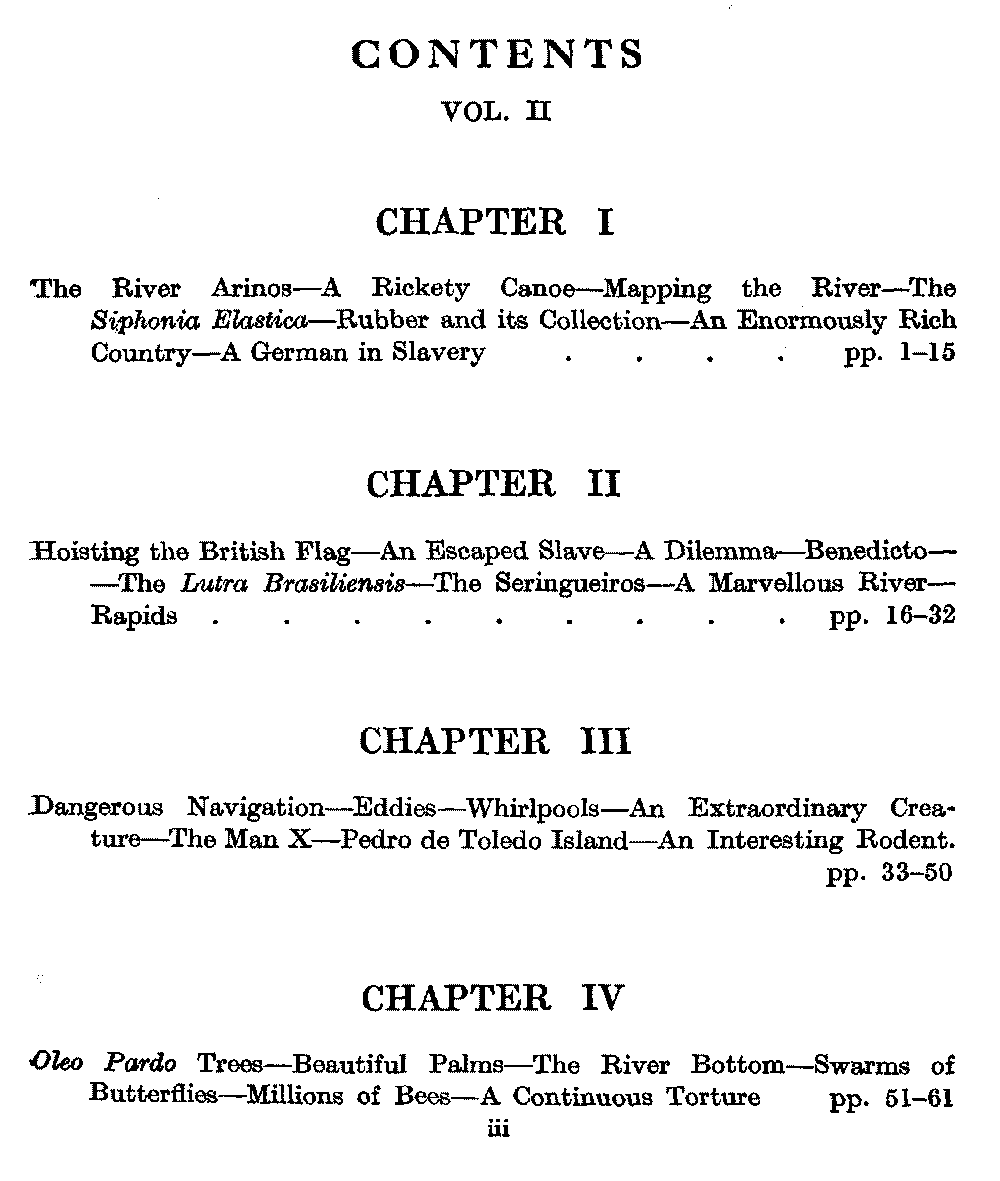 CONTENTS
VOL. II
CHAPTER I
The River Arinos—A Rickety Canoe—Mapping the River—The
Siphonia Elastica—Rubber and its Collection—An Enormously Rich
Country—A German in Slavery . . . . pp. 1–15
CHAPTER II
Hoisting the British Flag—An Escaped Slave—A Dilemma—Benedicto—
—The Lutra Brasiliensis—The Seringueiros—A Marvellous River—
Rapids . . . . . . . . . pp. 16–32
CHAPTER III
Dangerous Navigation—Eddies—Whirlpools—An Extraordinary Crea-
ture—The Man X—Pedro de Toledo Island—An Interesting Rodent.
pp. 33–50
CHAPTER IV
Oleo Pardo Trees—Beautiful Palms—The River Bottom—Swarms of
Butterflies—Millions of Bees—A Continuous Torture pp. 51–61
iii